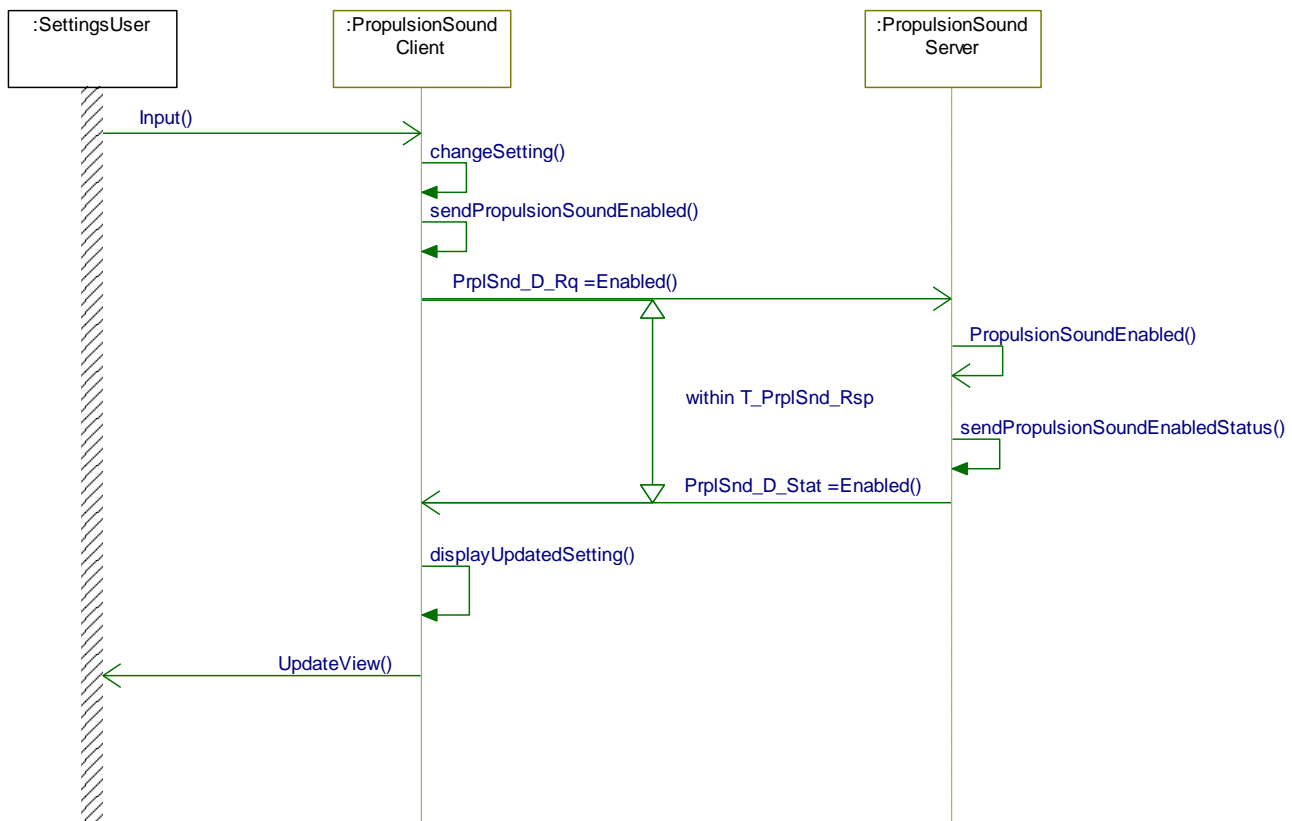 :SettingsUser
:PropulsionSound
Client
:PropulsionSound
Server
Input()
changeSetting()
sendPropulsionSoundEnabled()
PrplSnd_D_Rq =Enabled()
PropulsionSoundEnabled()
within T_PrplSnd_Rsp
sendPropulsionSoundEnabledStatus()
PrplSnd_D_Stat =Enabled()
displayUpdatedSetting()
UpdateView()